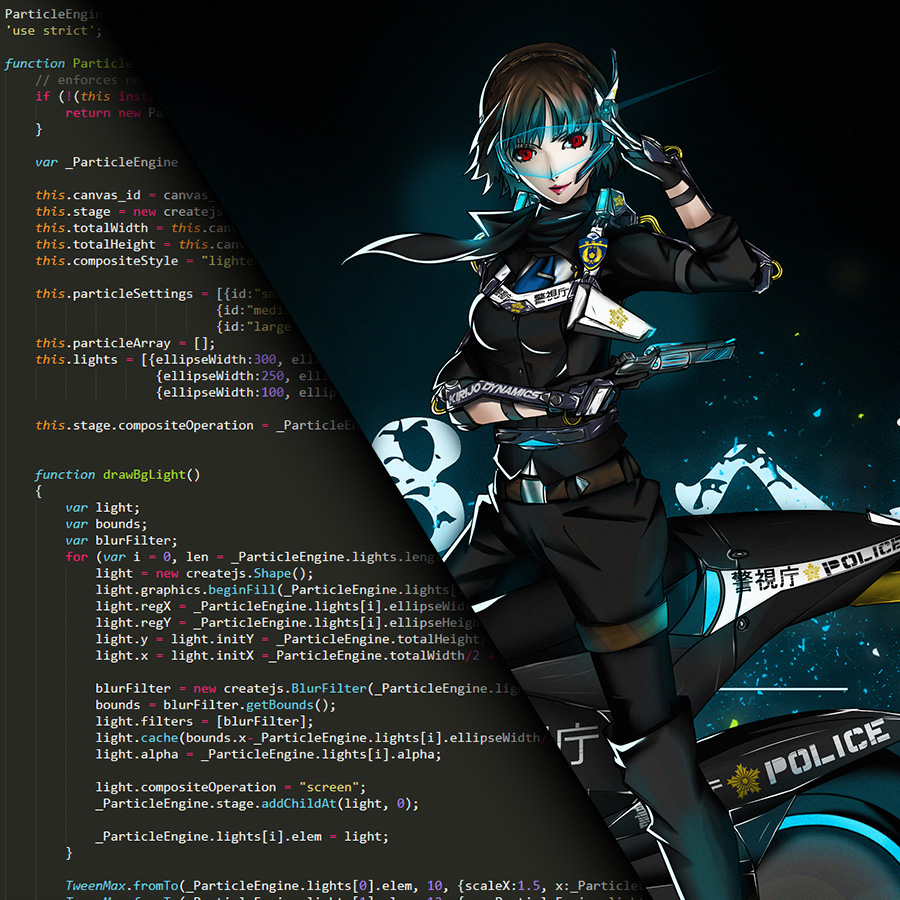 ParticleEngin
'use strict';
function Particle
// enforces ne
if (!(this inst
return new Pa
}
var _ParticleEngine =
this.canvas_id = canvas_
this.stage = new createjs
this.totalWidth = this.can
this.totalHeight = this.canv
this.compositeStyle = "lighte
this.particleSettings = [{id:"sm
{id:"medi
{id:"large
this.particleArray = [];
this.lights = [{ellipseWidth:300, ell
{ellipseWidth:250, ell
{ellipseWidth:100, ellip
this.stage.compositeOperation = _ParticleEn
function drawBgLight()
{
var light;
var bounds;
var blurFilter;
for (var i = 0, len = _ParticleEngine.lights.leng
light = new createjs.Shape();
light.graphics.beginFill(_ParticleEngine.lights[
light.regX = _ParticleEngine.lights[i].ellipseWid
light.regY = _ParticleEngine.lights[i].ellipseHeigh
light.y = light.initY = _ParticleEngine.totalHeight/
light.x = light.initX =_ParticleEngine.totalWidth/2 +
blurFilter = new createjs.BlurFilter(_ParticleEngine.lig
bounds = blurFilter.getBounds();
light.filters = [blurFilter];
light.cache(bounds.x-_ParticleEngine.lights[i].ellipseWidth/
light.alpha = _ParticleEngine.lights[i].alpha;
light.compositeOperation = "screen";
_ParticleEngine.stage.addChildAt(light, 0);
_ParticleEngine.lights[i].elem = light;
}
TweenMax.fromTo(_ParticleEngine.lights[0].elem, 10, {scaleX:1.5, x:_ParticleE
警視庁
KIRIJO DYNAMICS
警視庁 POLICE
庁 POLICE